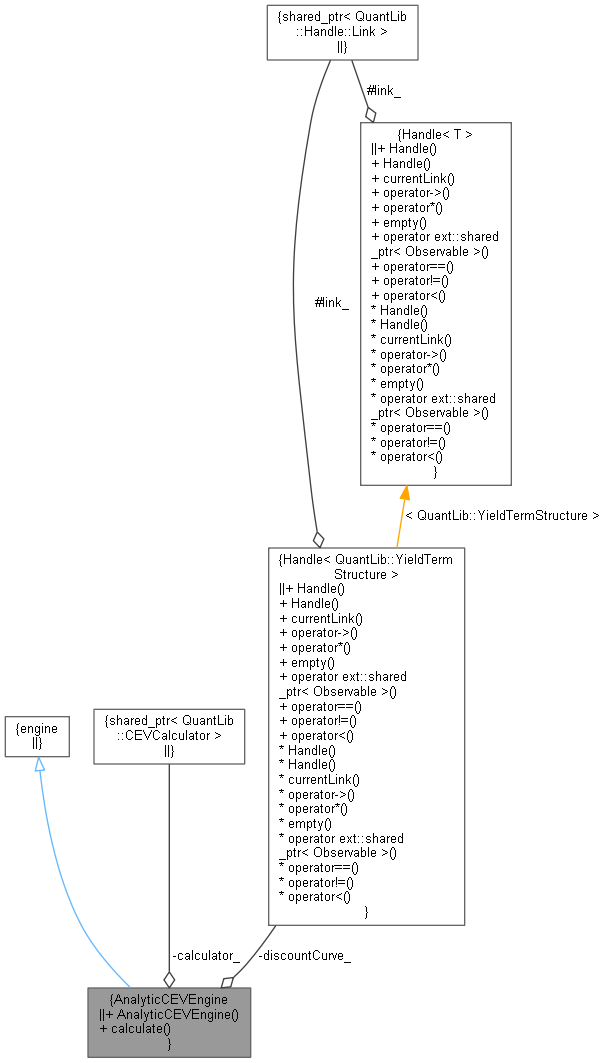 {shared_ptr< QuantLib
::Handle::Link >
||}
#link_
{Handle< T >
||+ Handle()
+ Handle()
+ currentLink()
+ operator->()
+ operator*()
+ empty()
+ operator ext::shared
_ptr< Observable >()
+ operator==()
+ operator!=()
+ operator<()
* Handle()
* Handle()
* currentLink()
* operator->()
* operator*()
* empty()
* operator ext::shared
_ptr< Observable >()
* operator==()
* operator!=()
* operator<()
}
#link_
< QuantLib::YieldTermStructure >
{Handle< QuantLib::YieldTerm
Structure >
||+ Handle()
+ Handle()
+ currentLink()
+ operator->()
+ operator*()
+ empty()
+ operator ext::shared
_ptr< Observable >()
+ operator==()
+ operator!=()
+ operator<()
* Handle()
* Handle()
* currentLink()
* operator->()
* operator*()
* empty()
* operator ext::shared
_ptr< Observable >()
* operator==()
* operator!=()
* operator<()
}
{engine
||}
{shared_ptr< QuantLib
::CEVCalculator >
||}
-calculator_
-discountCurve_
{AnalyticCEVEngine
||+ AnalyticCEVEngine()
+ calculate()
}